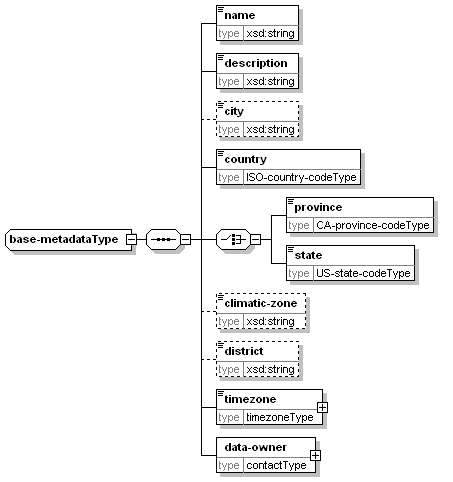 name
type xsd:string
description
type xsd:string
city
type xsd:string
country
type ISO-country-codeType
base-metadataType
province
type CA-province-codeType
state
type US-state-codeType
climatic-zone
type xsd:string
district
type xsd:string
timezone
type timezoneType
data-owner
type contactType